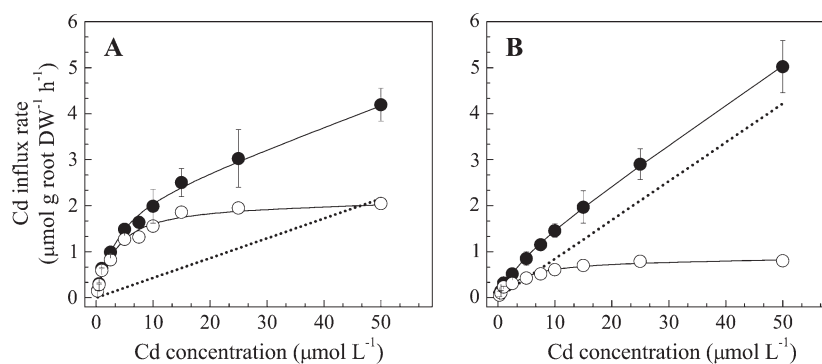 A
B
6
5
4
3
2
1
0
6
5
4
3
2
1
0
Cd influx rate
(μmol g root DW⁻¹ h⁻¹)
0 10 20 30 40 50
0 10 20 30 40 50
Cd concentration (μmol L⁻¹)
Cd concentration (μmol L⁻¹)